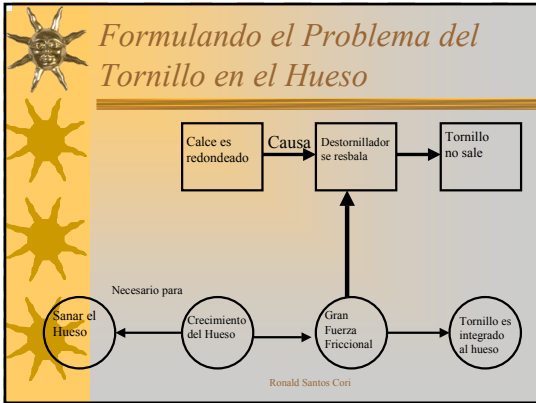 Formulando el Problema del
Tornillo en el Hueso
Calce es
redondeado
Causa
Destornillador
se resbala
Tornillo
no sale
Necesario para
Sanar el
Hueso
Crecimiento
del Hueso
Gran
Fuerza
Friccional
Tornillo es
integrado
al hueso
Ronald Santos Cori